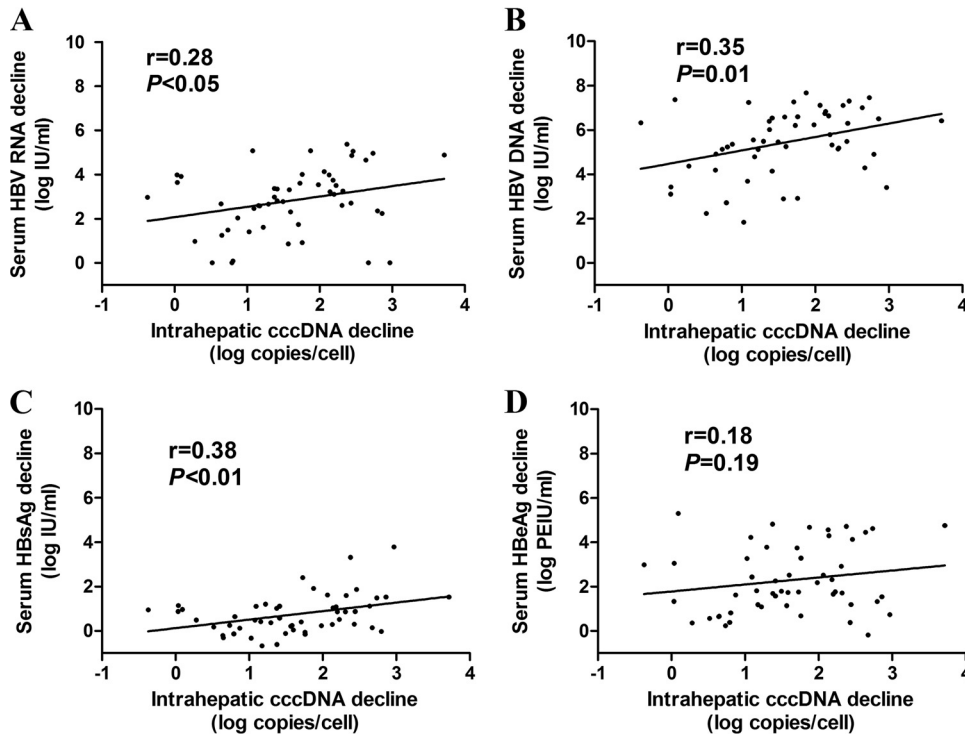 A
r=0.28
P<0.05
Serum HBV RNA decline
(log IU/ml)
10
8
6
4
2
0
-1 0 1 2 3 4
Intrahepatic cccDNA decline
(log copies/cell)
B
r=0.35
P=0.01
Serum HBV DNA decline
(log IU/ml)
10
8
6
4
2
0
-1 0 1 2 3 4
Intrahepatic cccDNA decline
(log copies/cell)
C
r=0.38
P<0.01
Serum HBsAg decline
(log IU/ml)
10
8
6
4
2
0
-1 0 1 2 3 4
Intrahepatic cccDNA decline
(log copies/cell)
D
r=0.18
P=0.19
Serum HBeAg decline
(log PEIU/ml)
10
8
6
4
2
0
-1 0 1 2 3 4
Intrahepatic cccDNA decline
(log copies/cell)